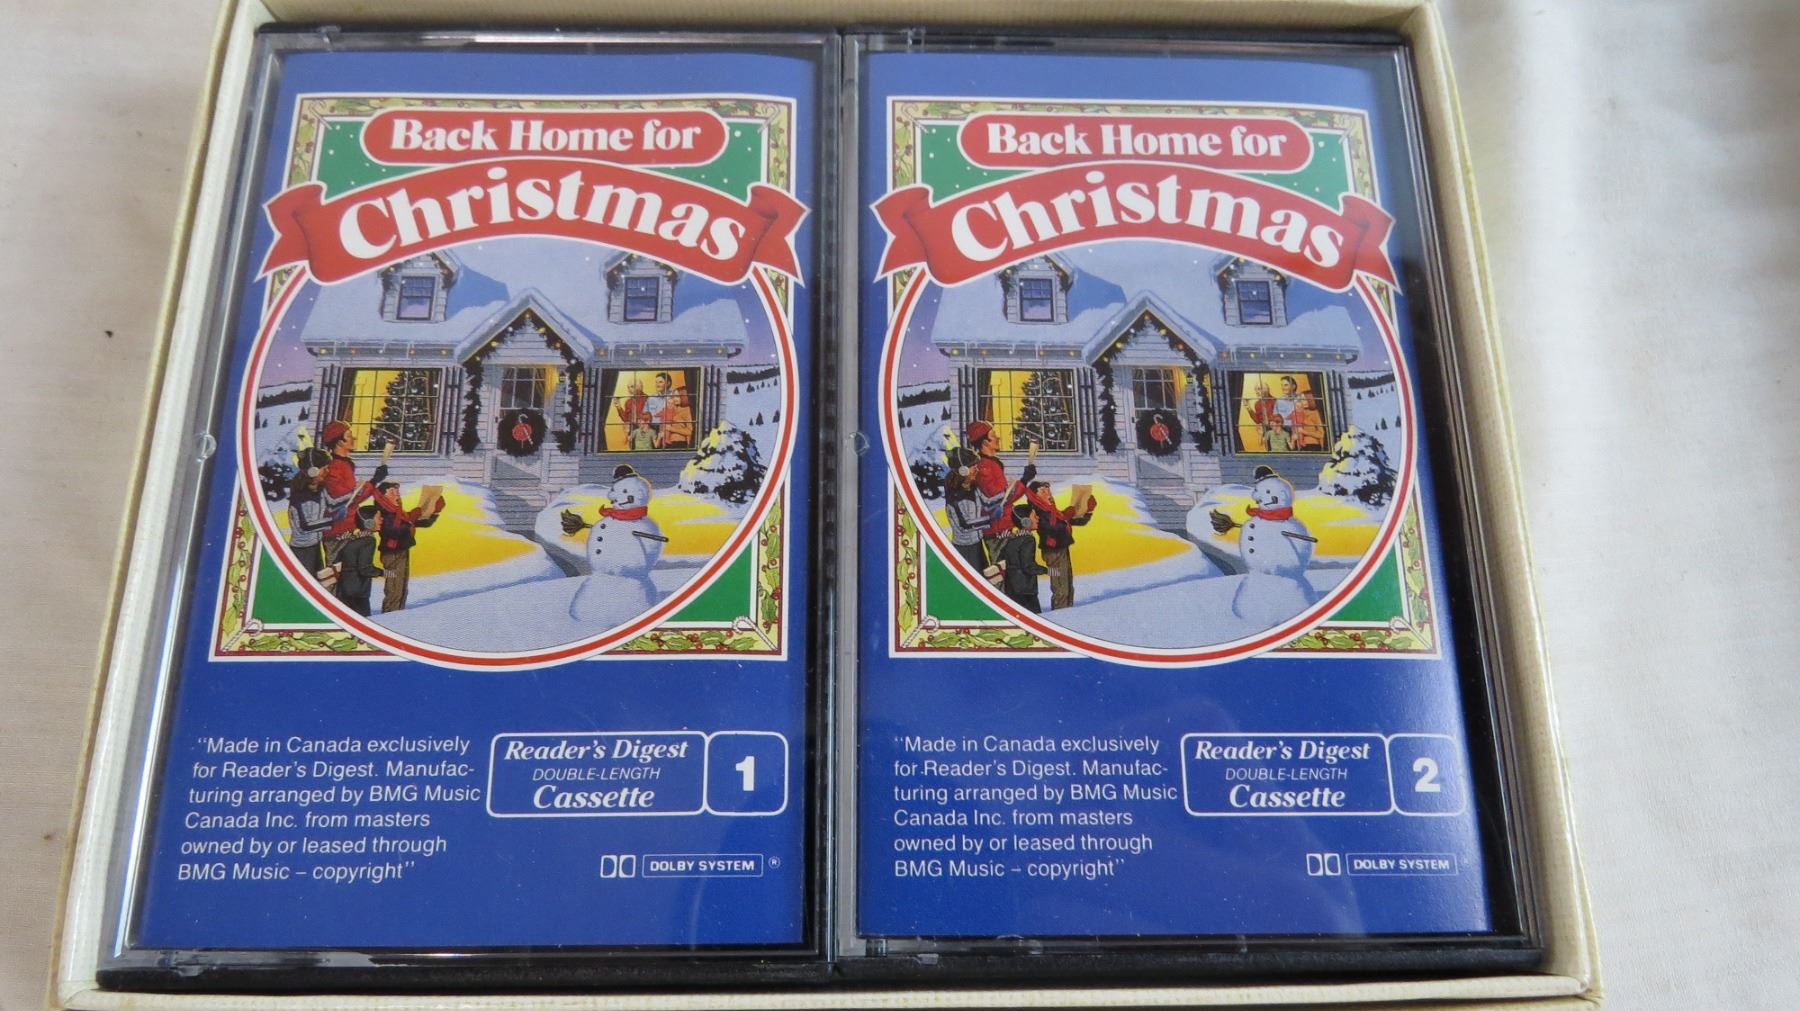 Back Home for
Christmas
"Made in Canada exclusively
for Reader's Digest. Manufac-
turing arranged by BMG Music
Canada Inc. from masters
owned by or leased through
BMG Music – copyright"
Reader's Digest
DOUBLE-LENGTH
Cassette
1
DOLBY SYSTEM ®
Back Home for
Christmas
"Made in Canada exclusively
for Reader's Digest. Manufac-
turing arranged by BMG Music
Canada Inc. from masters
owned by or leased through
BMG Music – copyright"
Reader's Digest
DOUBLE-LENGTH
Cassette
2
DOLBY SYSTEM